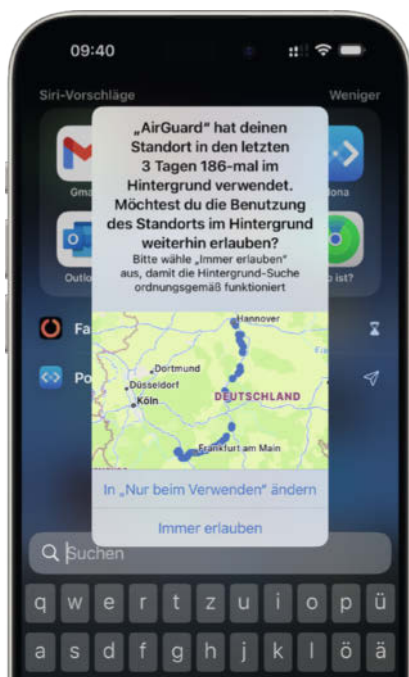 09:40
Siri-Vorschläge
Weniger
„AirGuard“ hat deinen
Standort in den letzten
3 Tagen 186-mal im
Hintergrund verwendet.
Möchtest du die Benutzung
des Standorts im Hintergrund
weiterhin erlauben?
Bitte wähle „Immer erlauben“
aus, damit die Hintergrund-Suche
ordnungsgemäß funktioniert
Gma
ona
Outlo
ist?
Fa
Po
Hannover
Dortmund
Düsseldorf
Köln
DEUTSCHLAND
Frankfurt am Main
In „Nur beim Verwenden“ ändern
Immer erlauben
Suchen
q w e r t z u i o p ü
a s d f g h j k l ö ä